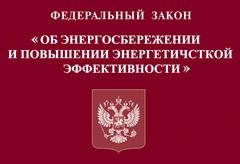 ФЕДЕРАЛЬНЫЙ ЗАКОН
« ОБ ЭНЕРГОСБЕРЕЖЕНИИ
И ПОВЫШЕНИИ ЭНЕРГЕТИЧСТКОЙ
ЭФФЕКТИВНОСТИ »